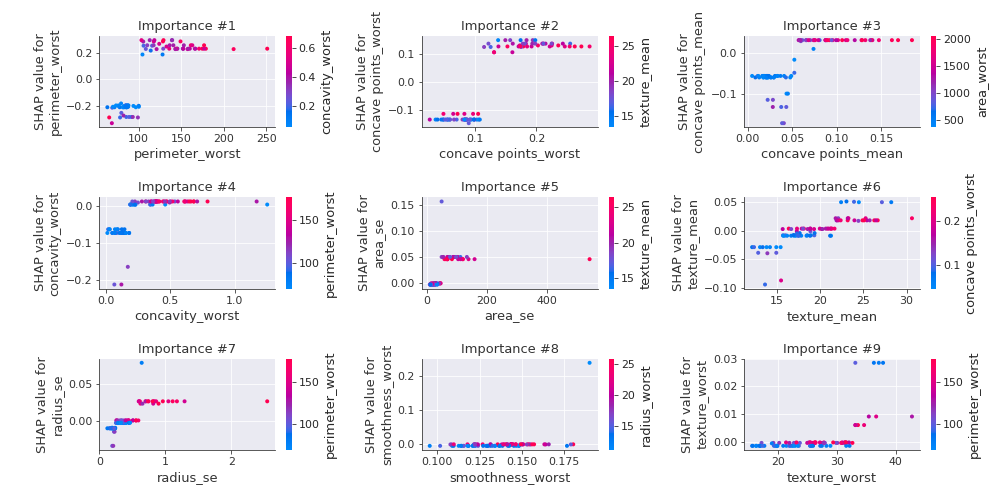 Importance #1
SHAP value for
perimeter_worst
0.2
0.0
−0.2
100
150
200
250
perimeter_worst
0.6
0.4
0.2
concavity_worst
Importance #2
SHAP value for
concave points_worst
0.1
0.0
−0.1
0.1
0.2
concave points_worst
25
20
15
texture_mean
Importance #3
SHAP value for
concave points_mean
0.0
−0.1
0.00
0.05
0.10
0.15
concave points_mean
2000
1500
1000
500
area_worst
Importance #4
SHAP value for
concavity_worst
0.0
−0.1
−0.2
0.0
0.5
1.0
concavity_worst
150
100
perimeter_worst
Importance #5
SHAP value for
area_se
0.15
0.10
0.05
0.00
0
200
400
area_se
25
20
15
texture_mean
Importance #6
SHAP value for
texture_mean
0.05
0.00
−0.05
−0.10
15
20
25
30
texture_mean
0.2
0.1
concave points_worst
Importance #7
SHAP value for
radius_se
0.05
0.00
0
1
2
radius_se
150
100
perimeter_worst
Importance #8
SHAP value for
smoothness_worst
0.2
0.1
0.0
0.100
0.125
0.150
0.175
smoothness_worst
25
20
15
radius_worst
Importance #9
SHAP value for
texture_worst
0.03
0.02
0.01
0.00
20
30
40
texture_worst
150
100
perimeter_worst